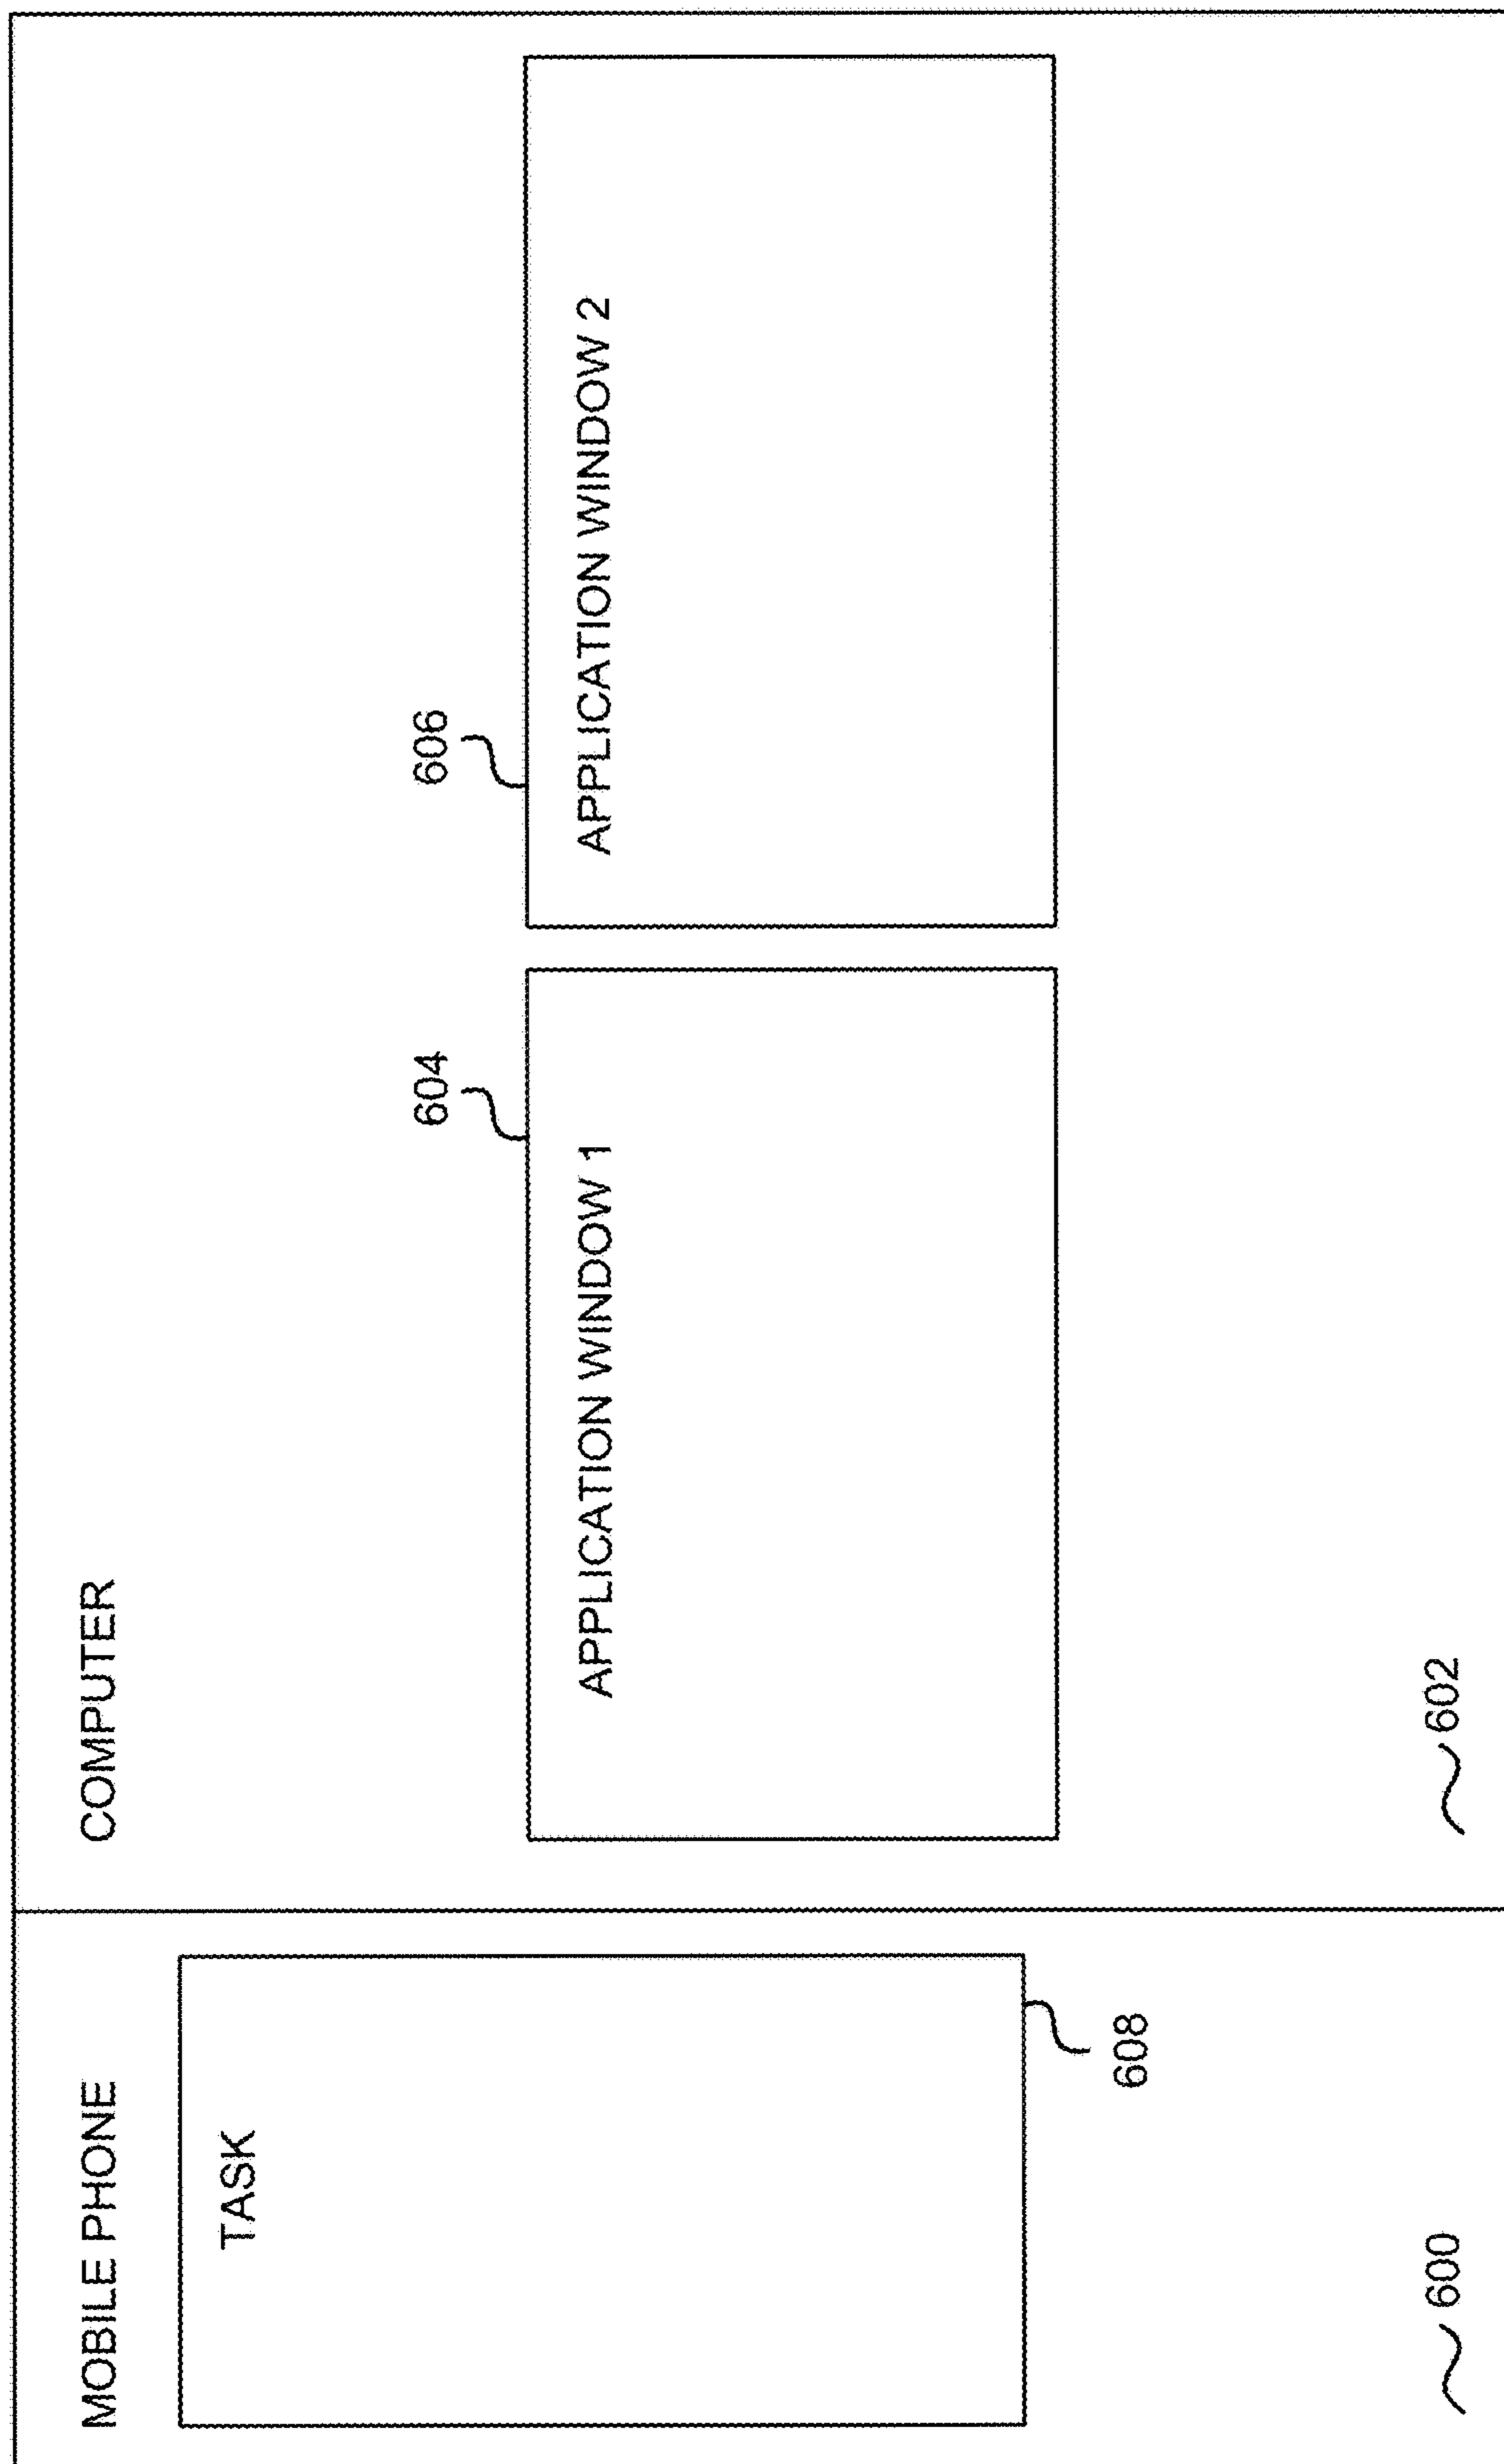 MOBILE PHONE
TASK
608
600
COMPUTER
604
APPLICATION WINDOW 1
606
APPLICATION WINDOW 2
602